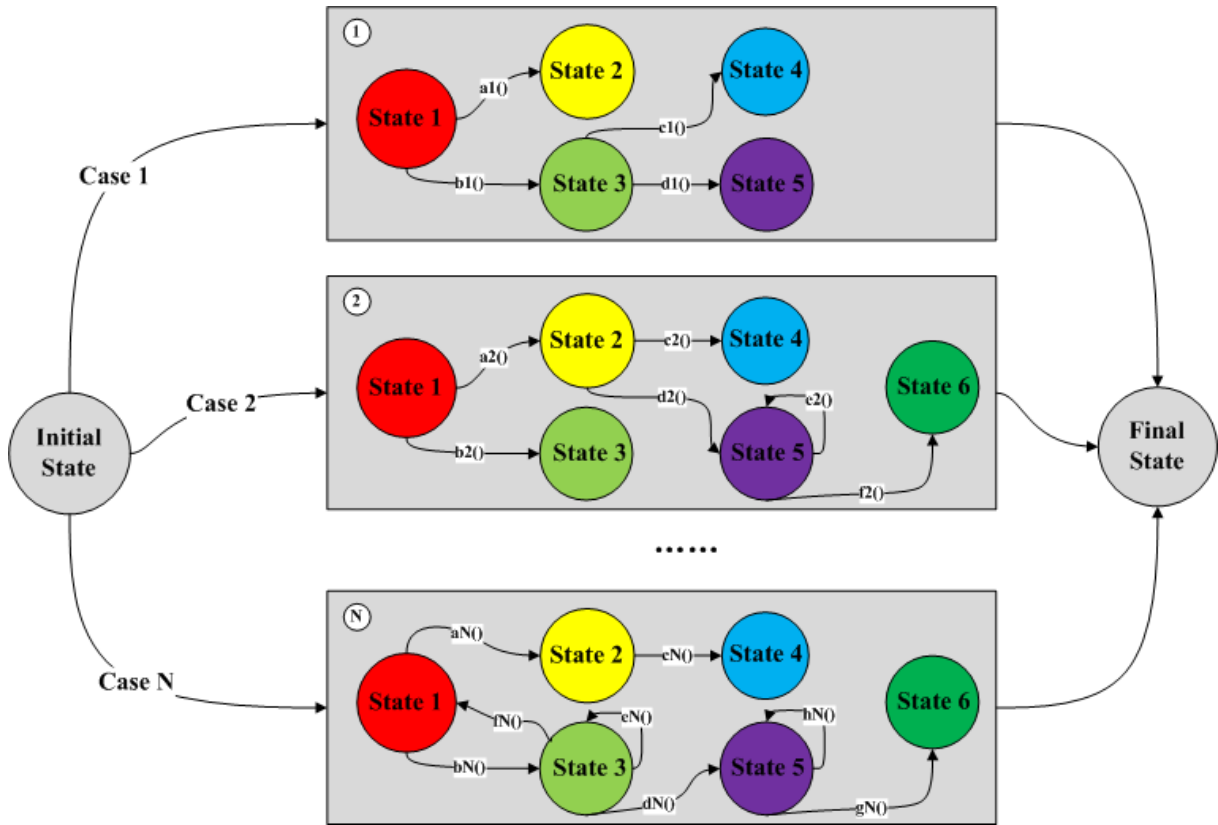 1
State 1
a1()
State 2
b1()
State 3
c1()
State 4
d1()
State 5
Case 1
2
State 1
a2()
State 2
b2()
State 3
c2()
State 4
d2()
State 5
e2()
f2()
State 6
Case 2
Initial
State
Final
State
......
N
State 1
aN()
State 2
cN()
State 4
fN()
bN()
State 3
eN()
dN()
State 5
hN()
gN()
State 6
Case N